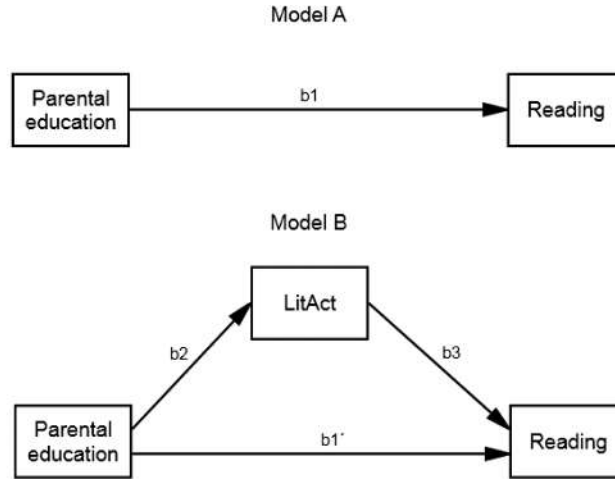 Model A
Parental
education
b1
Reading
Model B
LitAct
b2
b3
Parental
education
b1´
Reading